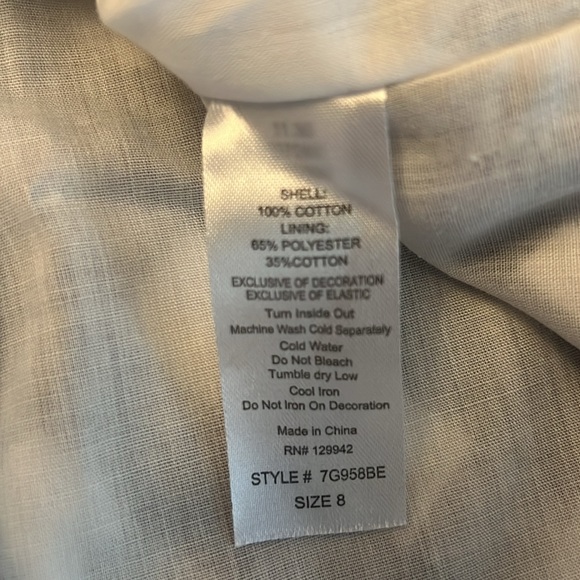 SHELL:
100% COTTON
LINING:
65% POLYESTER
35%COTTON
EXCLUSIVE OF DECORATION
EXCLUSIVE OF ELASTIC
Turn Inside Out
Machine Wash Cold Separately
Cold Water
Do Not Bleach
Tumble dry Low
Cool Iron
Do Not Iron On Decoration
Made in China
RN# 129942
STYLE # 7G958BE
SIZE 8